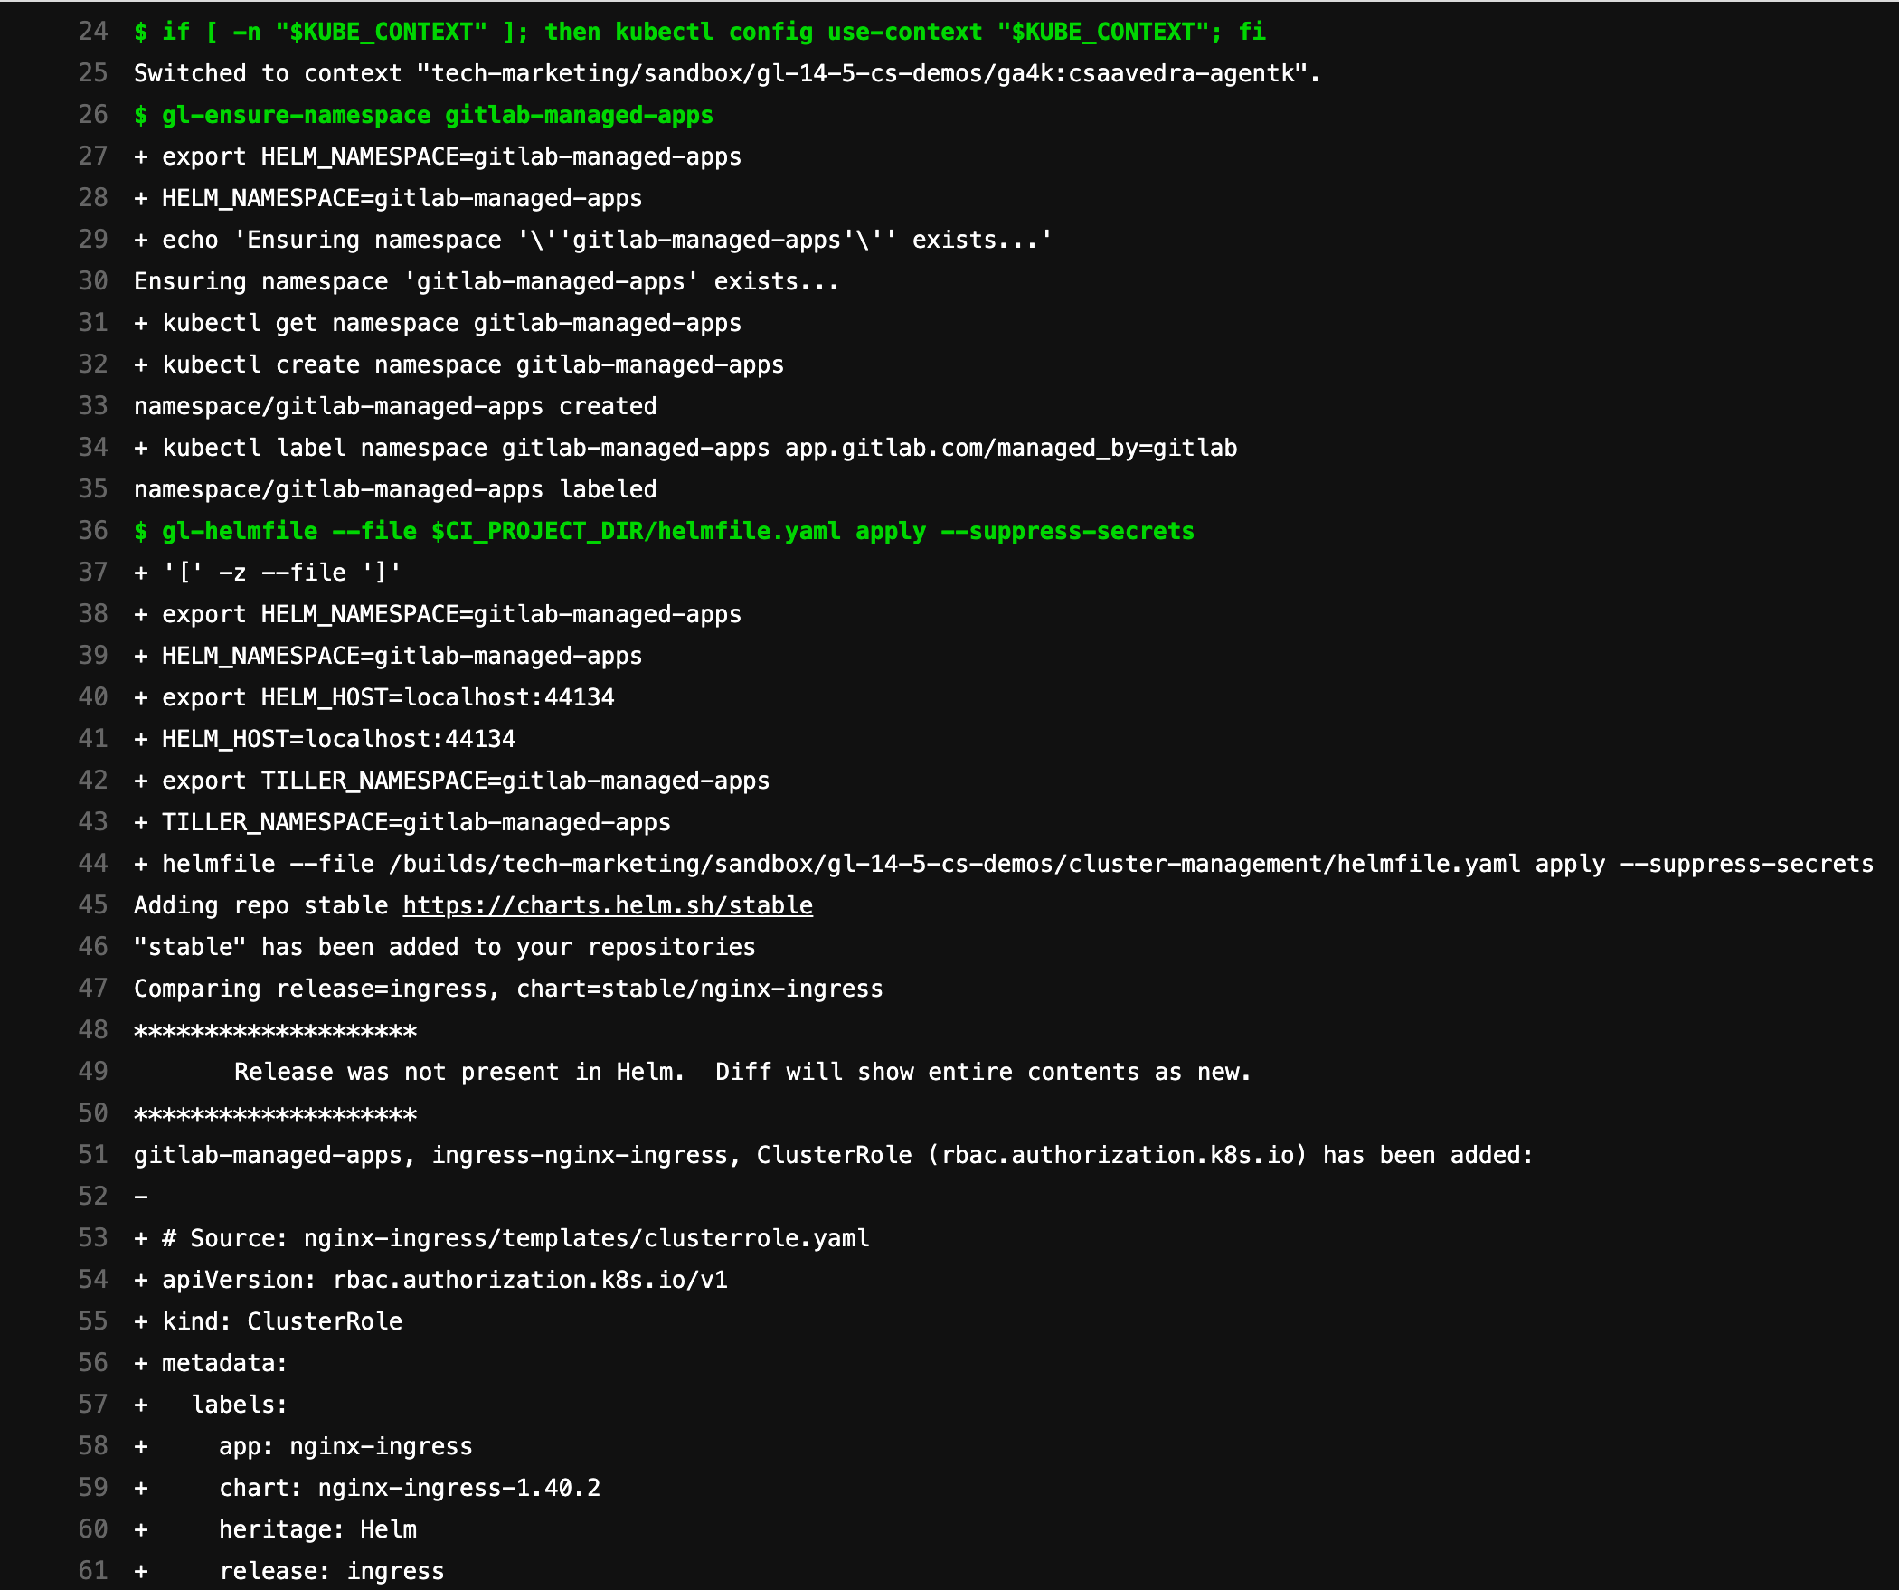 24 $ if [ -n "$KUBE_CONTEXT" ]; then kubectl config use-context "$KUBE_CONTEXT"; fi
25 Switched to context "tech-marketing/sandbox/gl-14-5-cs-demos/ga4k:csaavedra-agentk".
26 $ gl-ensure-namespace gitlab-managed-apps
27 + export HELM_NAMESPACE=gitlab-managed-apps
28 + HELM_NAMESPACE=gitlab-managed-apps
29 + echo 'Ensuring namespace '\''gitlab-managed-apps'\'' exists...'
30 Ensuring namespace 'gitlab-managed-apps' exists...
31 + kubectl get namespace gitlab-managed-apps
32 + kubectl create namespace gitlab-managed-apps
33 namespace/gitlab-managed-apps created
34 + kubectl label namespace gitlab-managed-apps app.gitlab.com/managed_by=gitlab
35 namespace/gitlab-managed-apps labeled
36 $ gl-helmfile --file $CI_PROJECT_DIR/helmfile.yaml apply --suppress-secrets
37 + '[' -z --file ']'
38 + export HELM_NAMESPACE=gitlab-managed-apps
39 + HELM_NAMESPACE=gitlab-managed-apps
40 + export HELM_HOST=localhost:44134
41 + HELM_HOST=localhost:44134
42 + export TILLER_NAMESPACE=gitlab-managed-apps
43 + TILLER_NAMESPACE=gitlab-managed-apps
44 + helmfile --file /builds/tech-marketing/sandbox/gl-14-5-cs-demos/cluster-management/helmfile.yaml apply --suppress-secrets
45 Adding repo stable https://charts.helm.sh/stable
46 "stable" has been added to your repositories
47 Comparing release=ingress, chart=stable/nginx-ingress
48 ********************
49 Release was not present in Helm.  Diff will show entire contents as new.
50 ********************
51 gitlab-managed-apps, ingress-nginx-ingress, ClusterRole (rbac.authorization.k8s.io) has been added:
52 -
53 + # Source: nginx-ingress/templates/clusterrole.yaml
54 + apiVersion: rbac.authorization.k8s.io/v1
55 + kind: ClusterRole
56 + metadata:
57 +   labels:
58 +     app: nginx-ingress
59 +     chart: nginx-ingress-1.40.2
60 +     heritage: Helm
61 +     release: ingress